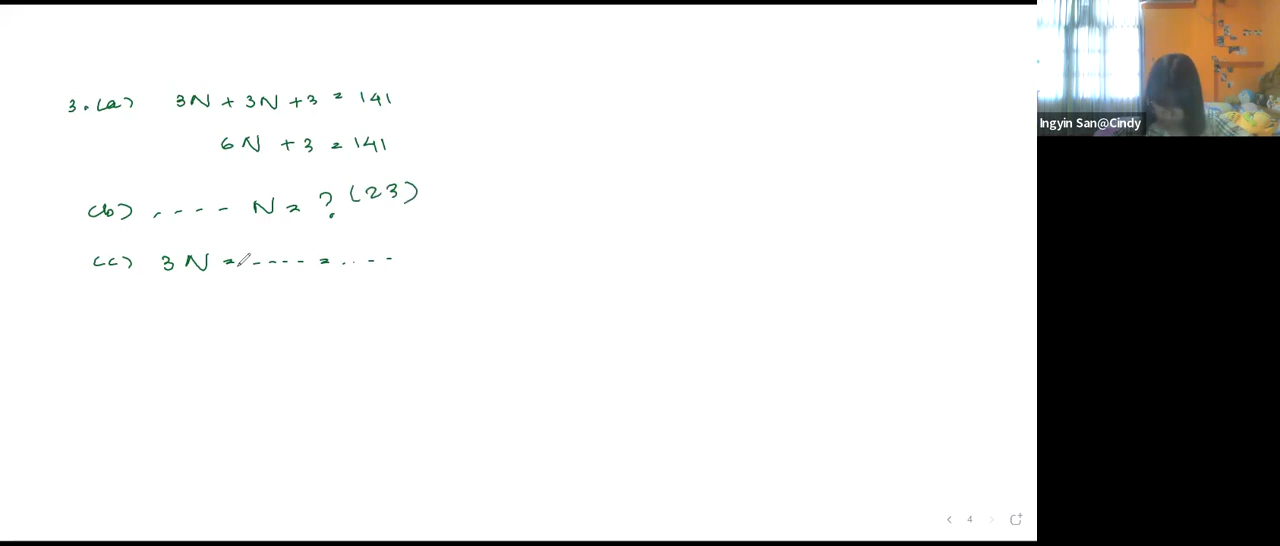 3. (a) 3N + 3N + 3 = 141
6N + 3 = 141
(b) .--- N = ? (23)
(c) 3N = ---- = ..--
Ingyin San@Cindy
4